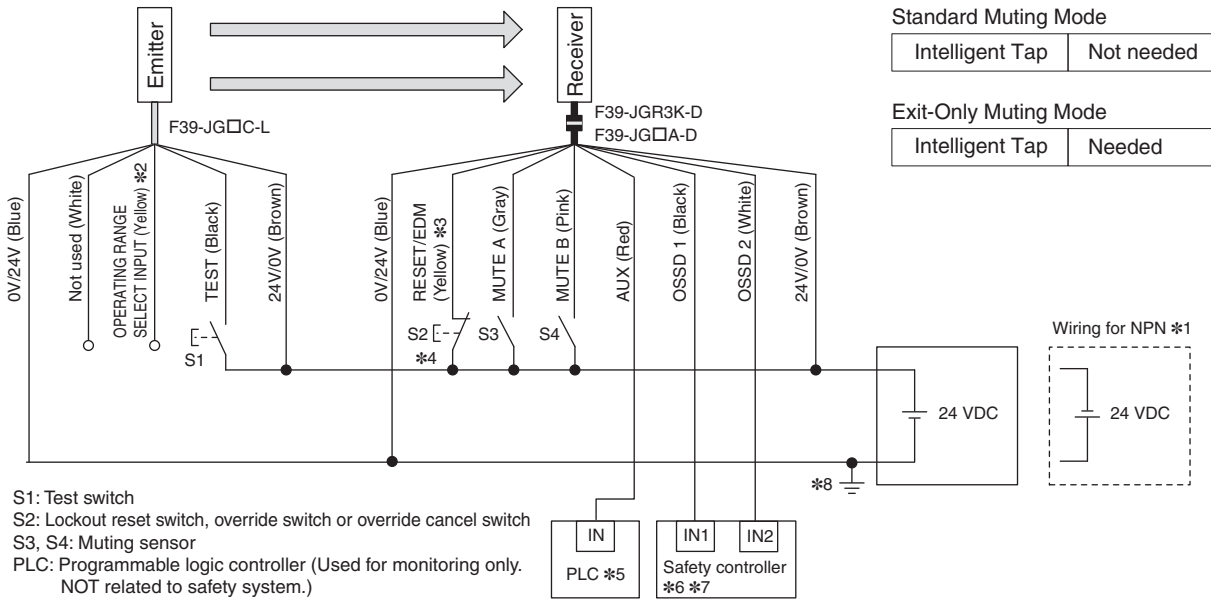 Emitter
Receiver
F39-JG□C-L
F39-JGR3K-D
F39-JG□A-D
Standard Muting Mode
Intelligent Tap Not needed
Exit-Only Muting Mode
Intelligent Tap Needed
0V/24V (Blue)
Not used (White)
OPERATING RANGE
SELECT INPUT (Yellow) ✻2
TEST (Black)
24V/0V (Brown)
0V/24V (Blue)
RESET/EDM
(Yellow) ✻3
MUTE A (Gray)
MUTE B (Pink)
AUX (Red)
OSSD 1 (Black)
OSSD 2 (White)
24V/0V (Brown)
S1
S2
✻4
S3
S4
24 VDC
Wiring for NPN ✻1
24 VDC
✻8
S1: Test switch
S2: Lockout reset switch, override switch or override cancel switch
S3, S4: Muting sensor
PLC: Programmable logic controller (Used for monitoring only.
NOT related to safety system.)
IN
PLC ✻5
IN1
IN2
Safety controller
✻6 ✻7